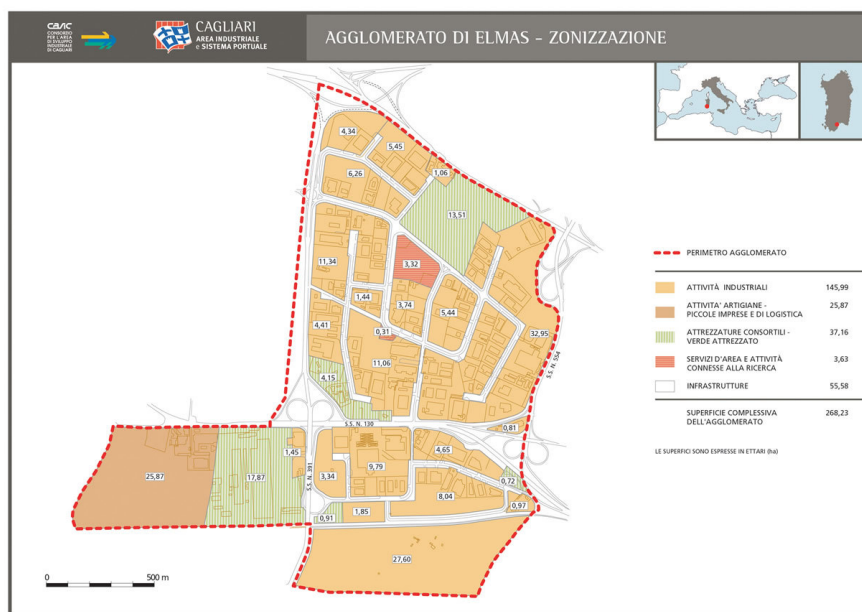 CBAC
CONSORZIO
PER L'AREA
DI SVILUPPO
INDUSTRIALE
DI CAGLIARI
CAGLIARI
AREA INDUSTRIALE
e SISTEMA PORTUALE
AGGLOMERATO DI ELMAS - ZONIZZAZIONE
4,34
5,45
1,06
6,26
13,51
11,34
3,32
1,44
3,74
5,44
4,41
0,31
32,95
11,06
4,15
S.S. N. 554
S.S. N. 130
0,81
1,45
4,65
S.S. N. 391
3,34
9,79
25,87
17,87
8,04
0,72
0,97
0,91
1,85
27,60
0
500 m
PERIMETRO AGGLOMERATO
ATTIVITÀ INDUSTRIALI 145,99
ATTIVITA' ARTIGIANE - 25,87
PICCOLE IMPRESE E DI LOGISTICA
ATTREZZATURE CONSORTILI - 37,16
VERDE ATTREZZATO
SERVIZI D'AREA E ATTIVITÀ 3,63
CONNESSE ALLA RICERCA
INFRASTRUTTURE 55,58
SUPERFICIE COMPLESSIVA 268,23
DELL'AGGLOMERATO
LE SUPERFICI SONO ESPRESSE IN ETTARI (ha)